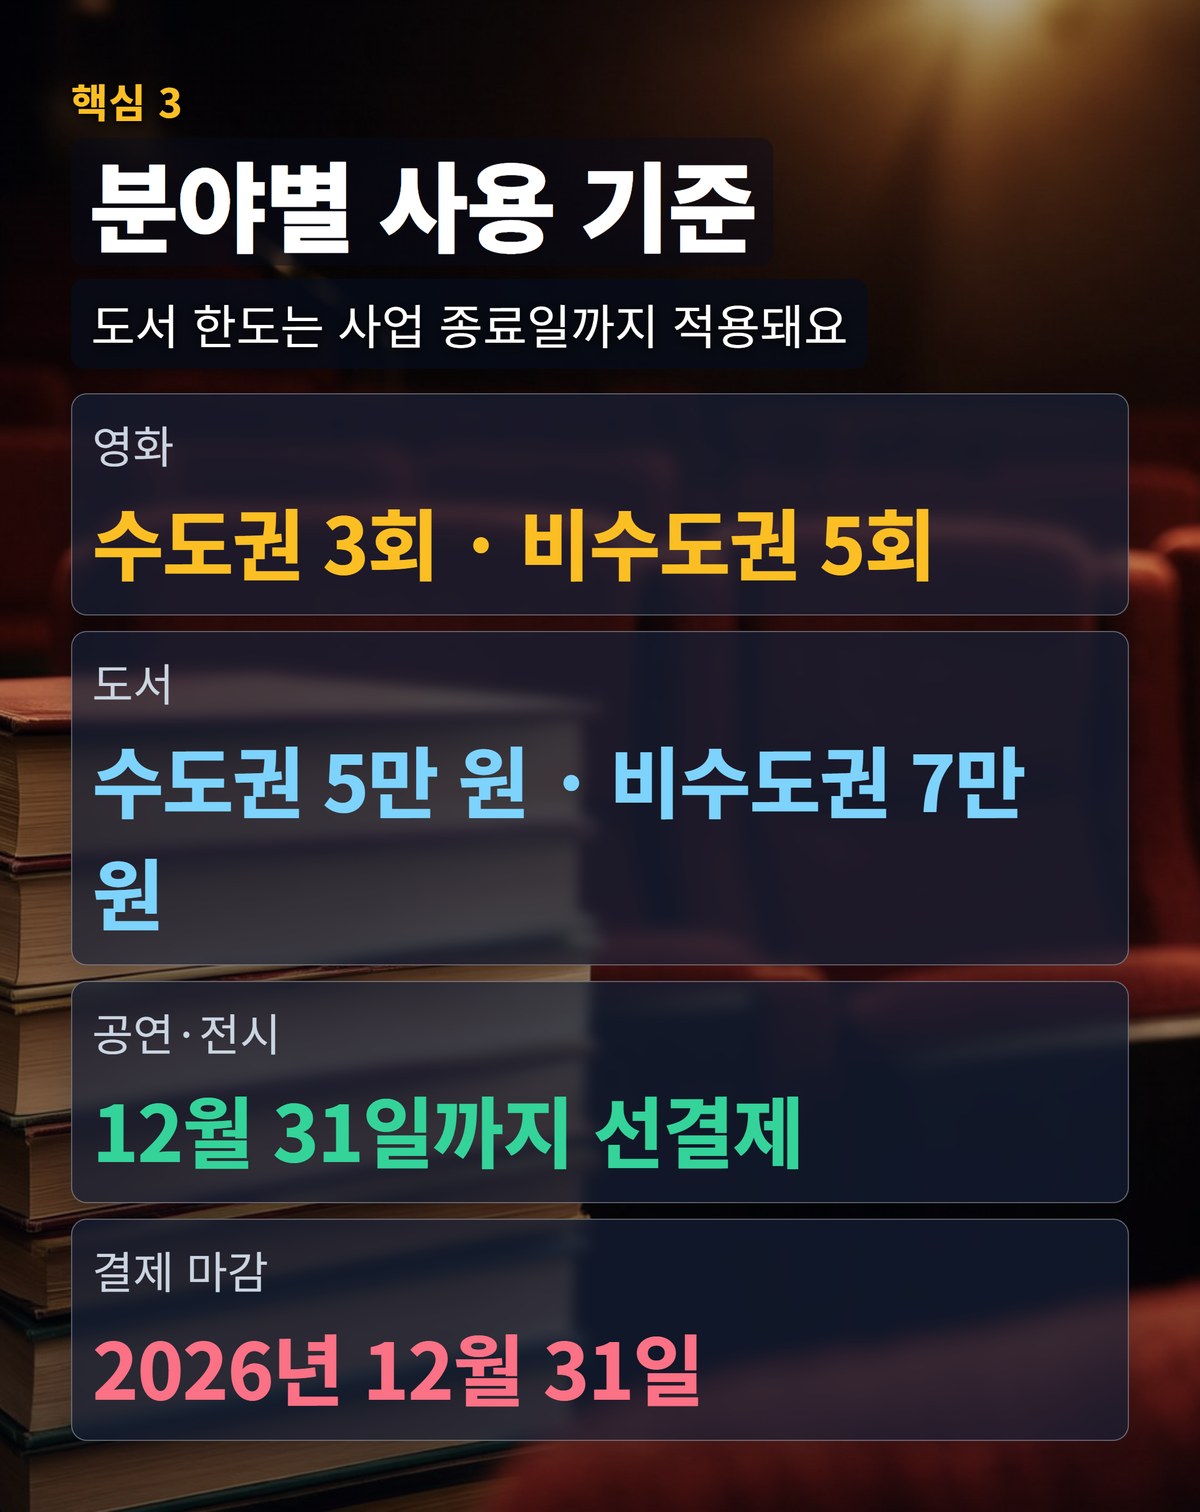 핵심 3
분야별 사용 기준
도서 한도는 사업 종료일까지 적용돼요
영화
수도권 3회 · 비수도권 5회
도서
수도권 5만 원 · 비수도권 7만
원
공연·전시
12월 31일까지 선결제
결제 마감
2026년 12월 31일